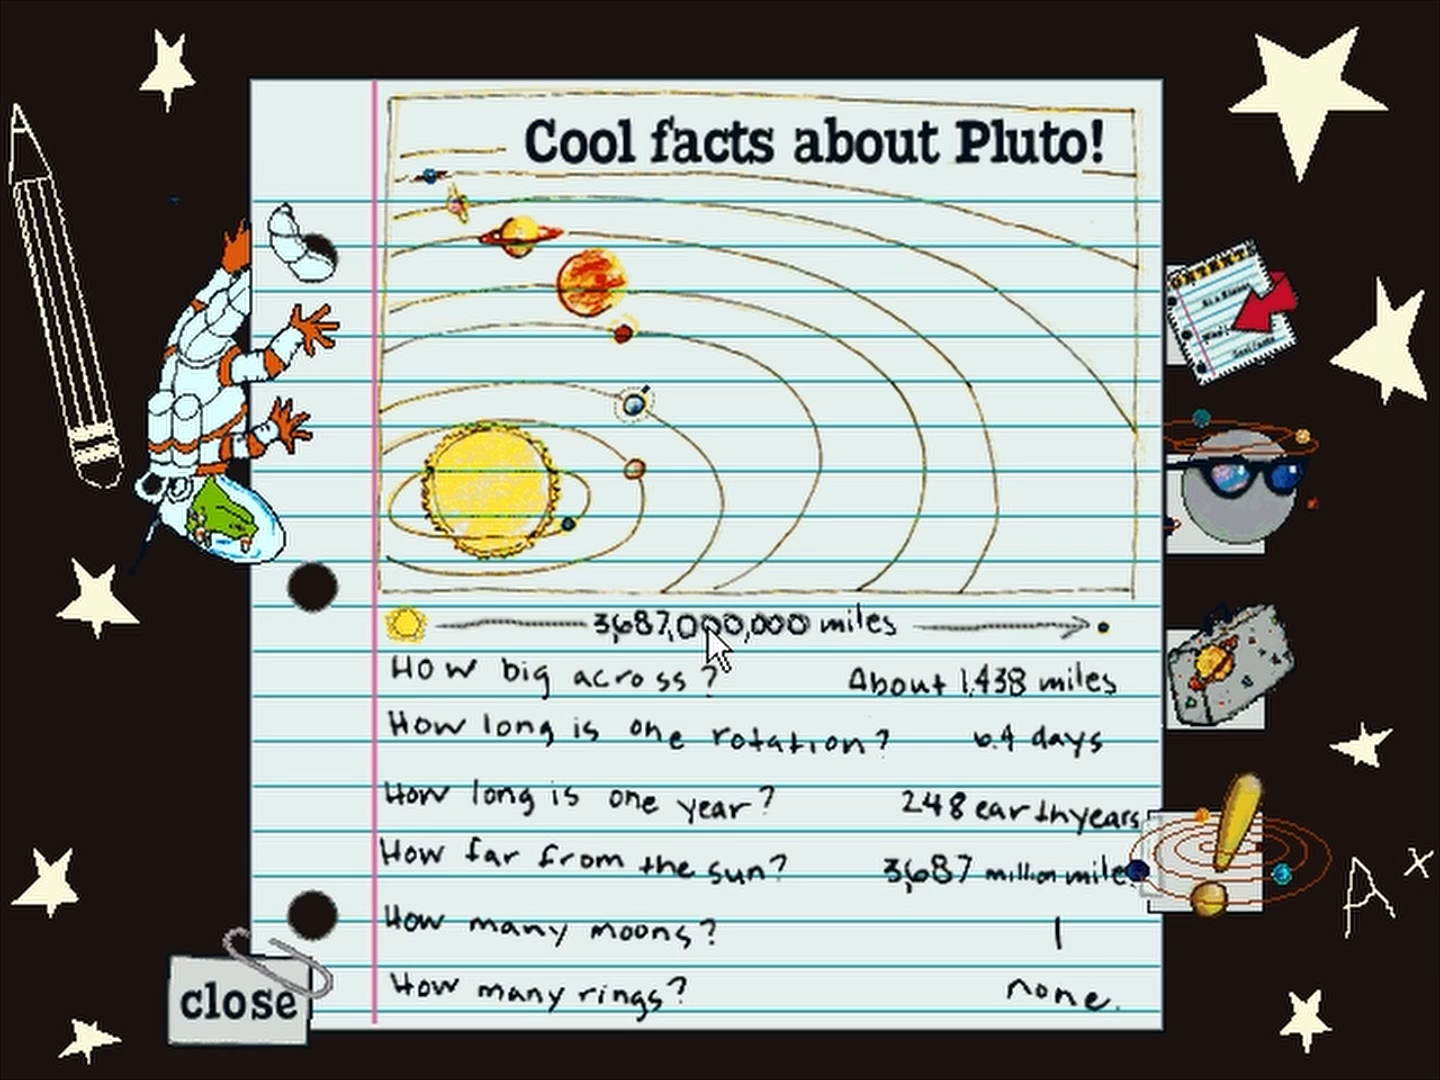 Cool facts about Pluto!
3,687,000,000 miles
How big across? About 1,438 miles
How long is one rotation? 6.4 days
How long is one year? 248 earthyears
How far from the sun? 3,687 million mile
How many moons? 1
How many rings? none.
close
A x